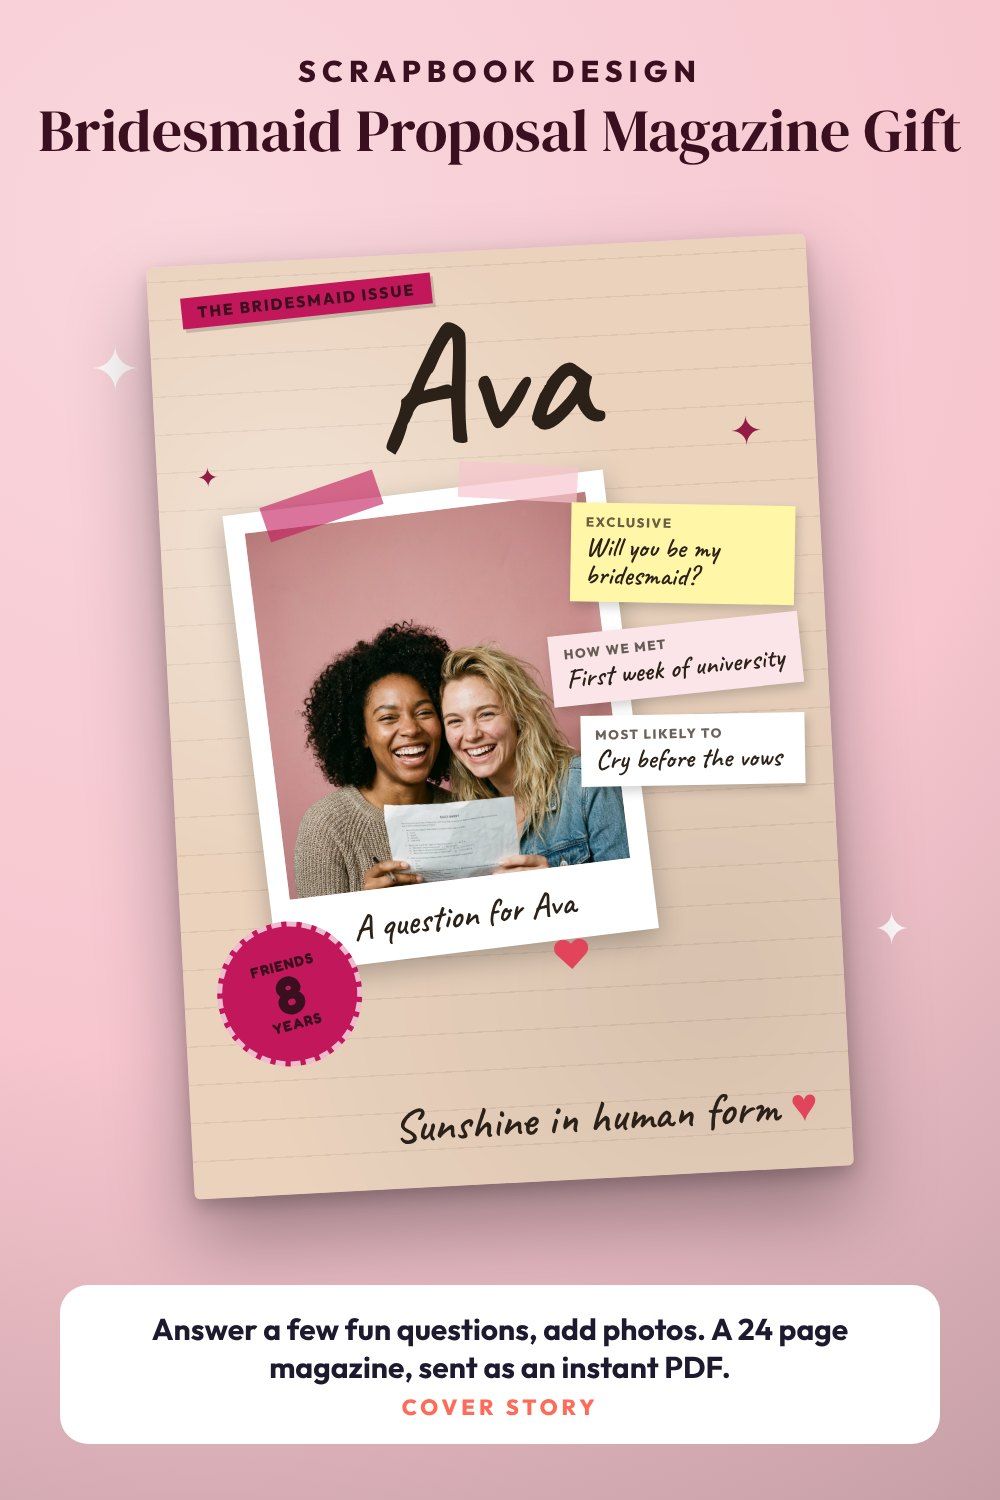 SCRAPBOOK DESIGN
Bridesmaid Proposal Magazine Gift
THE BRIDESMAID ISSUE
Ava
EXCLUSIVE
Will you be my
bridesmaid?
HOW WE MET
First week of university
MOST LIKELY TO
Cry before the vows
A question for Ava
FRIENDS
8
YEARS
Sunshine in human form ♥
Answer a few fun questions, add photos. A 24 page
magazine, sent as an instant PDF.
COVER STORY